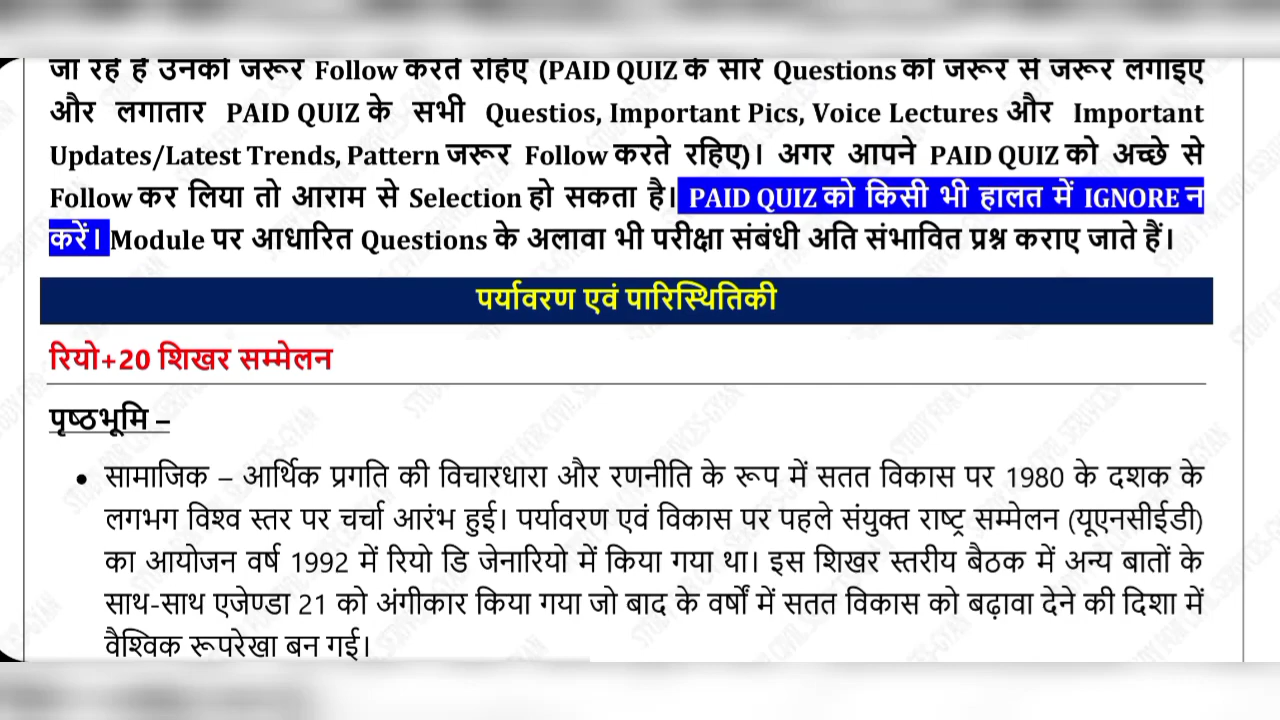 जा रहे हैं उनको जरूर Follow करते रहिए (PAID QUIZ के सारे Questions को जरूर से जरूर लगाइए
और लगातार PAID QUIZ के सभी Questios, Important Pics, Voice Lectures और Important
Updates/Latest Trends, Pattern जरूर Follow करते रहिए)। अगर आपने PAID QUIZ को अच्छे से
Follow कर लिया तो आराम से Selection हो सकता है। PAID QUIZ को किसी भी हालत में IGNORE न
करें। Module पर आधारित Questions के अलावा भी परीक्षा संबंधी अति संभावित प्रश्न कराए जाते हैं।
पर्यावरण एवं पारिस्थितिकी
रियो+20 शिखर सम्मेलन
पृष्ठभूमि –
• सामाजिक – आर्थिक प्रगति की विचारधारा और रणनीति के रूप में सतत विकास पर 1980 के दशक के
लगभग विश्व स्तर पर चर्चा आरंभ हुई। पर्यावरण एवं विकास पर पहले संयुक्त राष्ट्र सम्मेलन (यूएनसीईडी)
का आयोजन वर्ष 1992 में रियो डि जेनारियो में किया गया था। इस शिखर स्तरीय बैठक में अन्य बातों के
साथ-साथ एजेण्डा 21 को अंगीकार किया गया जो बाद के वर्षों में सतत विकास को बढ़ावा देने की दिशा में
वैश्विक रूपरेखा बन गई।